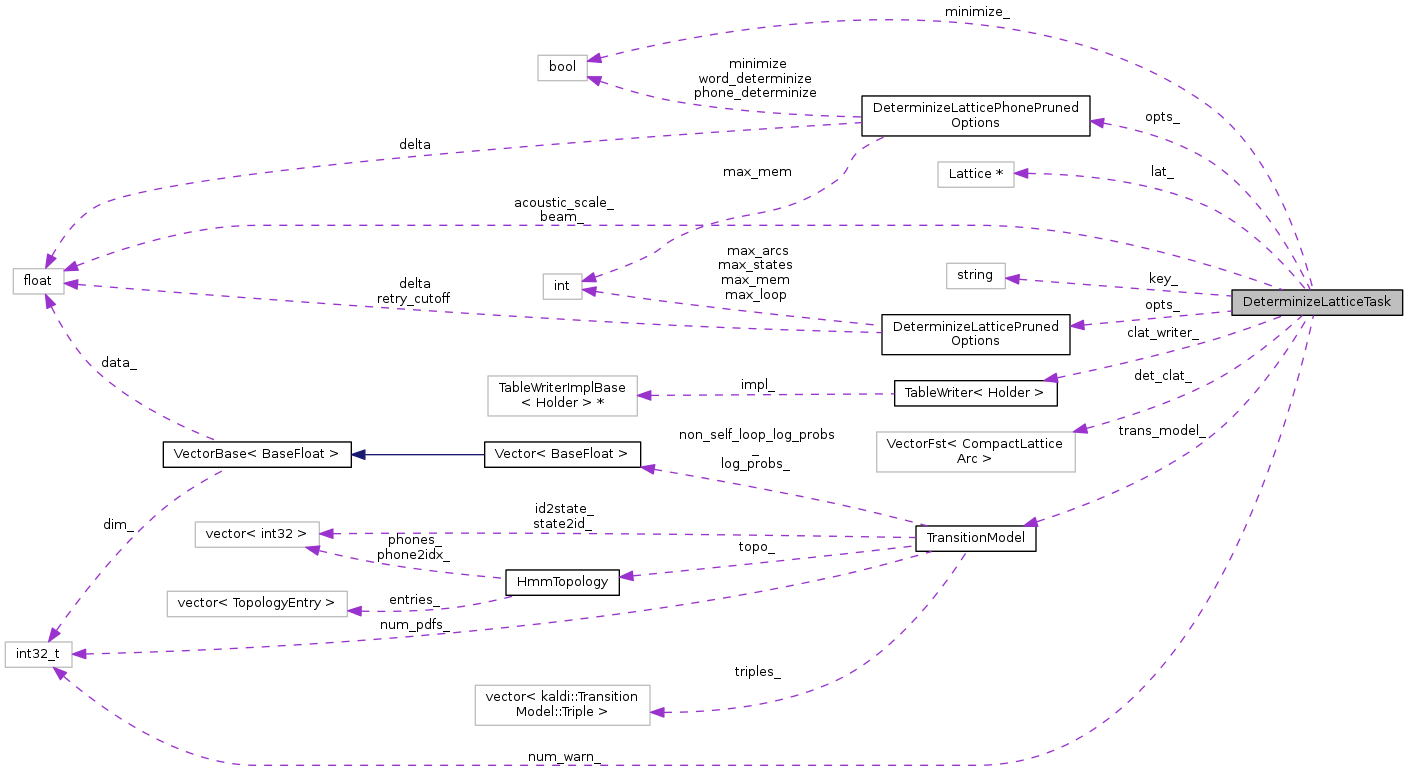 minimize_
bool
minimize
word_determinize
phone_determinize
DeterminizeLatticePhonePruned
Options
opts_
delta
max_mem
Lattice *
lat_
acoustic_scale_
beam_
float
int
max_arcs
max_states
max_mem
max_loop
string
key_
delta
retry_cutoff
DeterminizeLatticeTask
opts_
DeterminizeLatticePruned
Options
clat_writer_
data_
TableWriterImplBase
< Holder > *
impl_
TableWriter< Holder >
det_clat_
VectorBase< BaseFloat >
Vector< BaseFloat >
non_self_loop_log_probs
_
log_probs_
VectorFst< CompactLattice
Arc >
trans_model_
dim_
vector< int32 >
id2state_
state2id_
phones_
phone2idx_
topo_
TransitionModel
HmmTopology
vector< TopologyEntry >
entries_
num_pdfs_
int32_t
triples_
vector< kaldi::Transition
Model::Triple >
num_warn_